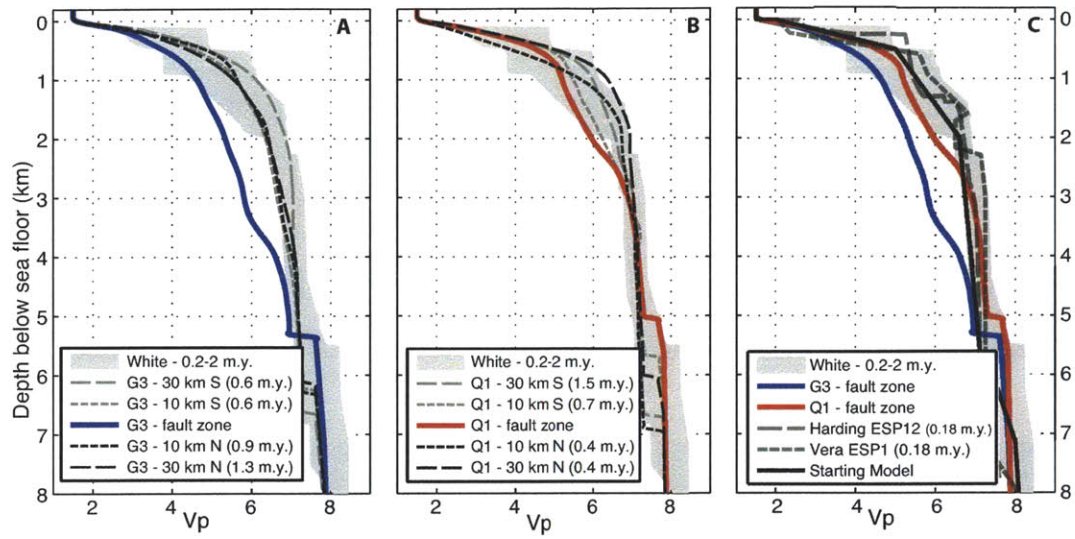 A
B
C
Depth below sea floor (km)
0
1
2
3
4
5
6
7
8
White - 0.2-2 m.y.
G3 - 30 km S (0.6 m.y.)
G3 - 10 km S (0.6 m.y.)
G3 - fault zone
G3 - 10 km N (0.9 m.y.)
G3 - 30 km N (1.3 m.y.)
2 4 6 8
Vp
White - 0.2-2 m.y.
Q1 - 30 km S (1.5 m.y.)
Q1 - 10 km S (0.7 m.y.)
Q1 - fault zone
Q1 - 10 km N (0.4 m.y.)
Q1 - 30 km N (0.4 m.y.)
2 4 6 8
Vp
White - 0.2-2 m.y.
G3 - fault zone
Q1 - fault zone
Harding ESP12 (0.18 m.y.)
Vera ESP1 (0.18 m.y.)
Starting Model
2 4 6 8
Vp
0
1
2
3
4
5
6
7
8